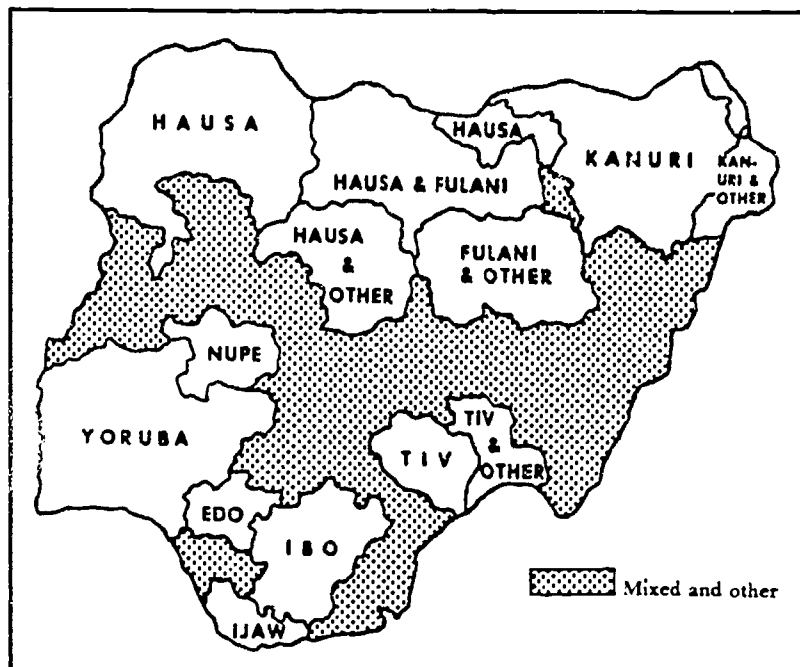 HAUSA
HAUSA
KANURI
KAN-
URI &
OTHER
HAUSA & FULANI
HAUSA
&
OTHER
FULANI
& OTHER
NUPE
YORUBA
TIV
&
OTHER
TIV
EDO
IBO
IJAW
Mixed and other